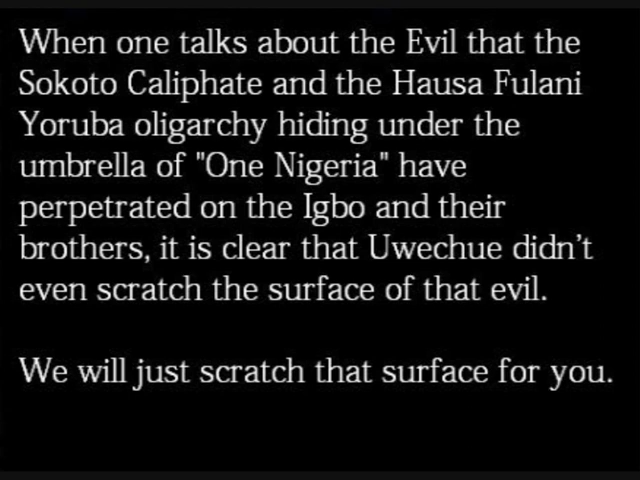 When one talks about the Evil that the
Sokoto Caliphate and the Hausa Fulani
Yoruba oligarchy hiding under the
umbrella of "One Nigeria" have
perpetrated on the Igbo and their
brothers, it is clear that Uwechue didn't
even scratch the surface of that evil.
We will just scratch that surface for you.